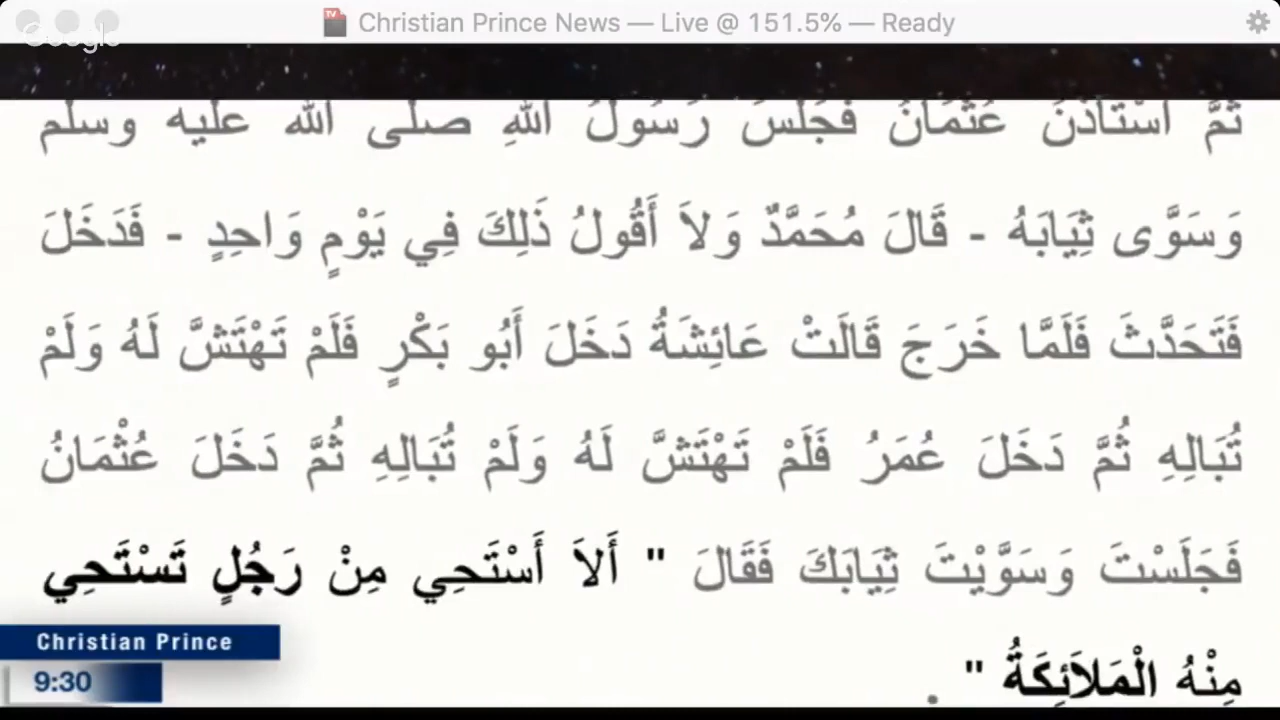 Christian Prince News — Live @ 151.5% — Ready
Google
ثُمَّ اسْتَأْذَنَ عُثْمَانُ فَجَلَسَ رَسُولُ اللَّهِ صلى الله عليه وسلم
وَسَوَّى ثِيَابَهُ - قَالَ مُحَمَّدٌ وَلاَ أَقُولُ ذَلِكَ فِي يَوْمٍ وَاحِدٍ - فَدَخَلَ
فَتَحَدَّثَ فَلَمَّا خَرَجَ قَالَتْ عَائِشَةُ دَخَلَ أَبُو بَكْرٍ فَلَمْ تَهْتَشَّ لَهُ وَلَمْ
تُبَالِهِ ثُمَّ دَخَلَ عُمَرُ فَلَمْ تَهْتَشَّ لَهُ وَلَمْ تُبَالِهِ ثُمَّ دَخَلَ عُثْمَانُ
فَجَلَسْتَ وَسَوَّيْتَ ثِيَابَكَ فَقَالَ " أَلاَ أَسْتَحِي مِنْ رَجُلٍ تَسْتَحِي
مِنْهُ الْمَلاَئِكَةُ " .
Christian Prince
9:30